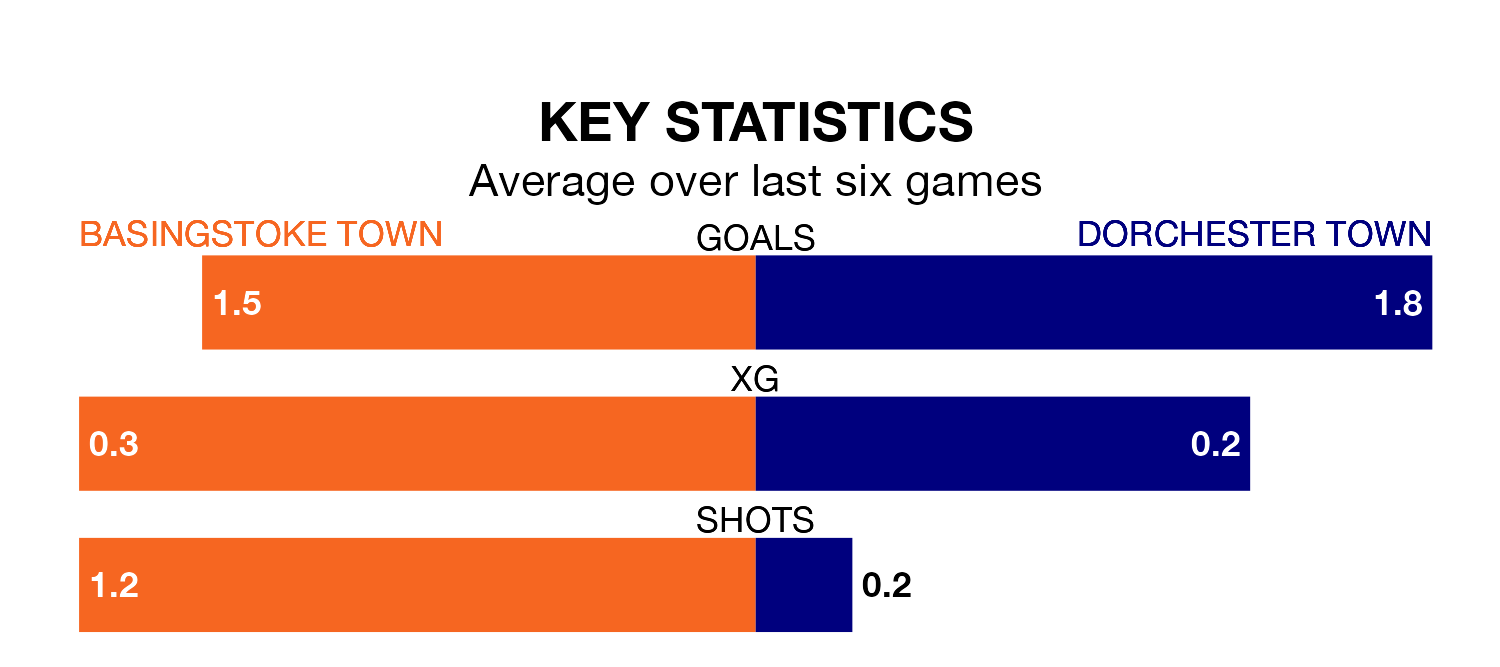 KEY STATISTICS
Average over last six games
BASINGSTOKE TOWN
GOALS
DORCHESTER TOWN
1.5
1.8
XG
0.3
0.2
SHOTS
1.2
0.2